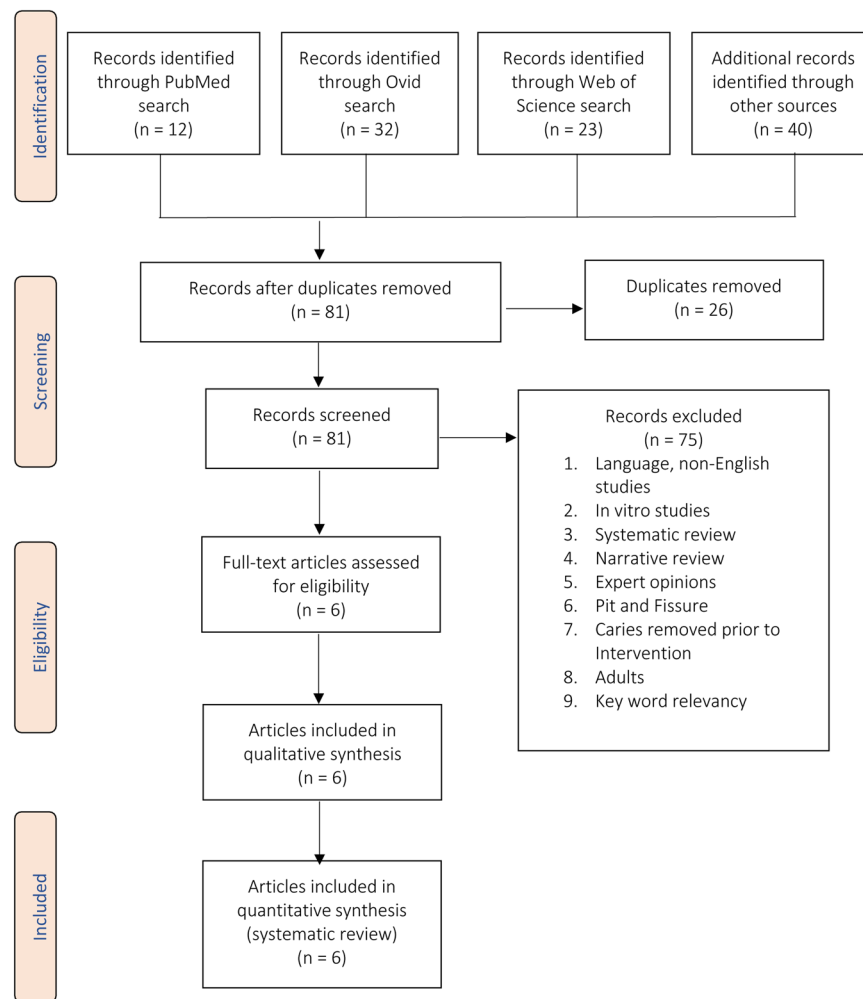 Identification
Records identified
through PubMed
search
(n = 12)
Records identified
through Ovid
search
(n = 32)
Records identified
through Web of
Science search
(n = 23)
Additional records
identified through
other sources
(n = 40)
Screening
Records after duplicates removed
(n = 81)
Duplicates removed
(n = 26)
Records screened
(n = 81)
Records excluded
(n = 75)
1. Language, non-English
studies
2. In vitro studies
3. Systematic review
4. Narrative review
5. Expert opinions
6. Pit and Fissure
7. Caries removed prior to
Intervention
8. Adults
9. Key word relevancy
Eligibility
Full-text articles assessed
for eligibility
(n = 6)
Articles included in
qualitative synthesis
(n = 6)
Included
Articles included in
quantitative synthesis
(systematic review)
(n = 6)